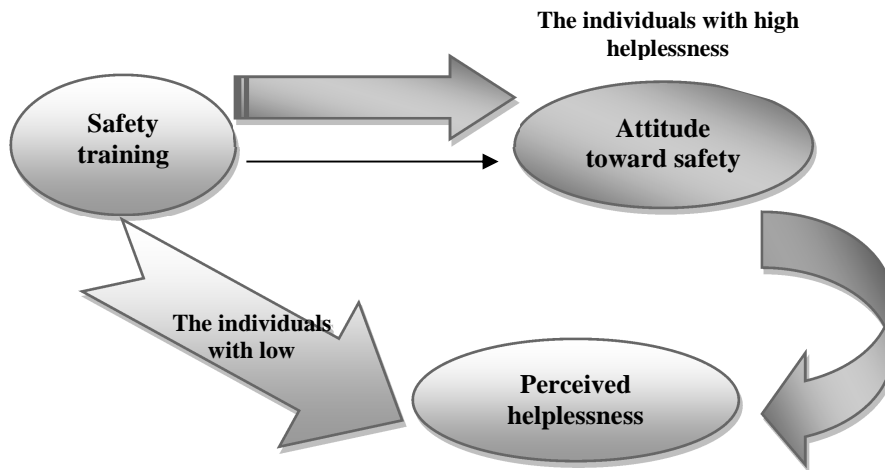 The individuals with high
helplessness
Safety
training
Attitude
toward safety
The individuals
with low
Perceived
helplessness